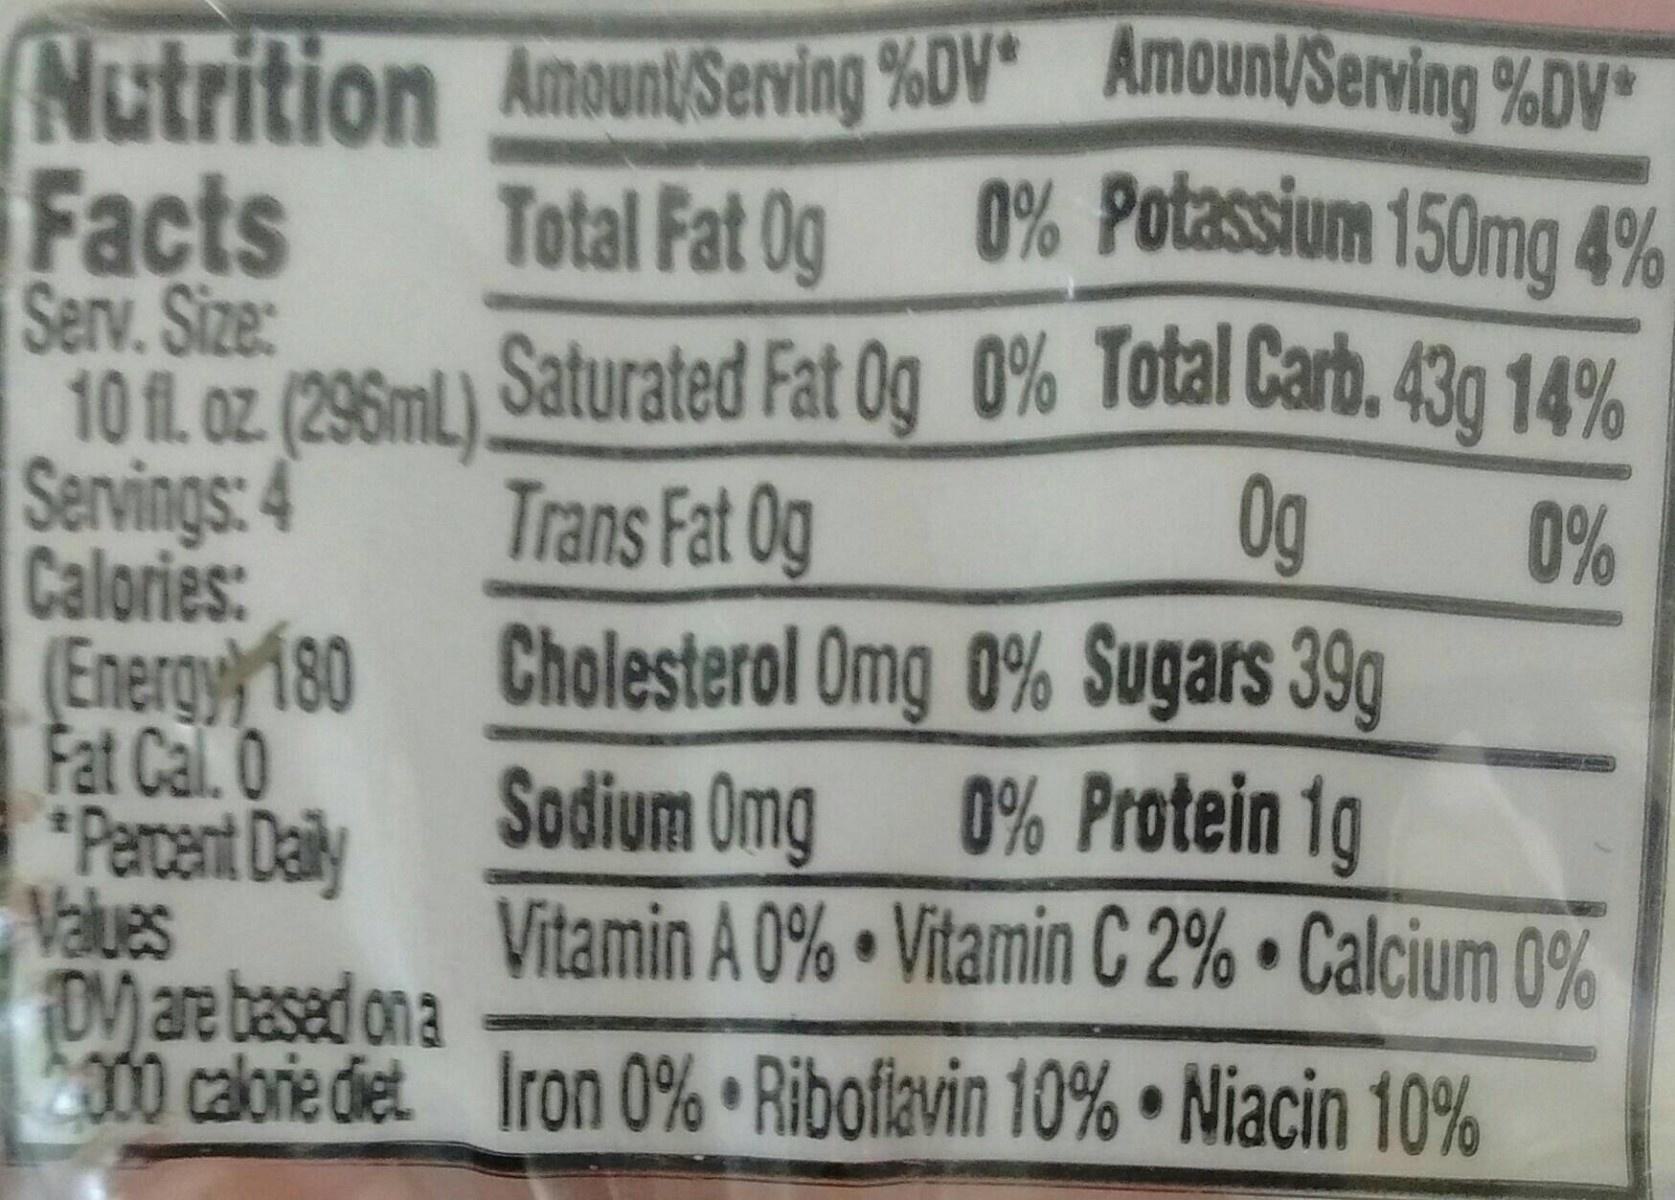 Nutrition
Facts
Serv. Size:
10 fl. oz. (296mL)
Servings: 4
Calories:
(Energy) 180
Fat Cal. 0
*Percent Daily
Values
(DV) are based on a
2,000 calorie diet.
Amount/Serving %DV* Amount/Serving %DV*
Total Fat 0g 0% Potassium 150mg 4%
Saturated Fat 0g 0% Total Carb. 43g 14%
Trans Fat 0g 0g 0%
Cholesterol 0mg 0% Sugars 39g
Sodium 0mg 0% Protein 1g
Vitamin A 0% • Vitamin C 2% • Calcium 0%
Iron 0% • Riboflavin 10% • Niacin 10%